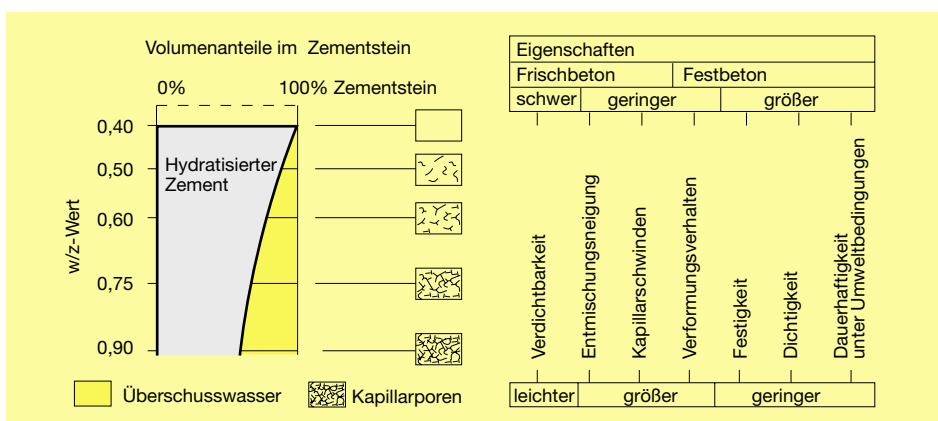 Volumenanteile im Zementstein
0% 100% Zementstein
0,40
0,50
0,60
0,75
0,90
w/z-Wert
Hydratisierter
Zement
Überschusswasser
Kapillarporen
Eigenschaften
Frischbeton Festbeton
schwer geringer größer
Verdichtbarkeit
Entmischungsneigung
Kapillarschwinden
Verformungsverhalten
Festigkeit
Dichtigkeit
Dauerhaftigkeit
unter Umweltbedingungen
leichter größer geringer